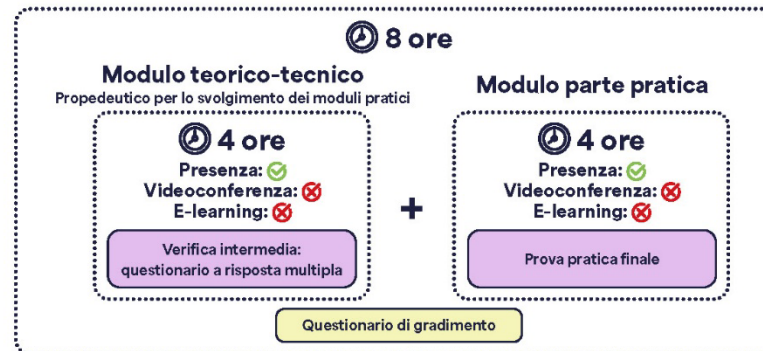 8 ore
Modulo teorico-tecnico
Propedeutico per lo svolgimento dei moduli pratici
4 ore
Presenza:
Videoconferenza:
E-learning:
Verifica intermedia:
questionario a risposta multipla
+
Modulo parte pratica
4 ore
Presenza:
Videoconferenza:
E-learning:
Prova pratica finale
Questionario di gradimento